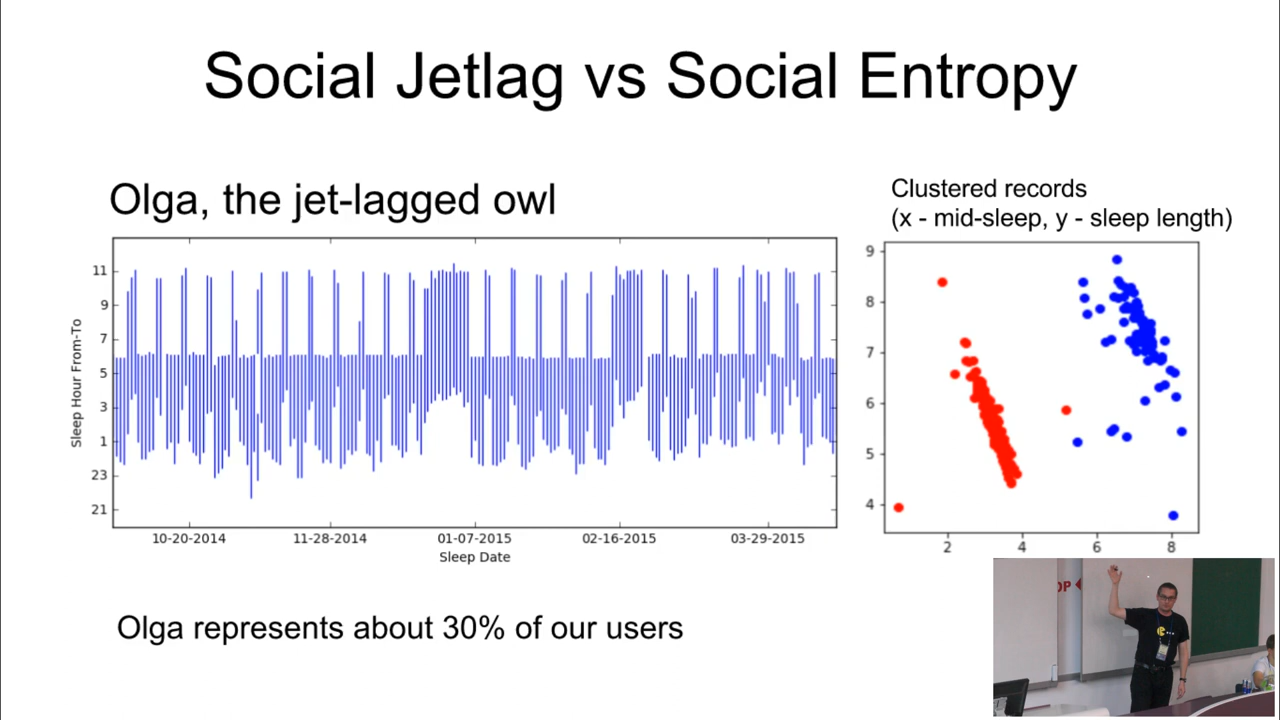 Social Jetlag vs Social Entropy
Olga, the jet-lagged owl
Clustered records
(x - mid-sleep, y - sleep length)
Sleep Hour From-To
11
9
7
5
3
1
23
21
10-20-2014
11-28-2014
01-07-2015
02-16-2015
03-29-2015
Sleep Date
9
8
7
6
5
4
2
4
6
8
Olga represents about 30% of our users
OP